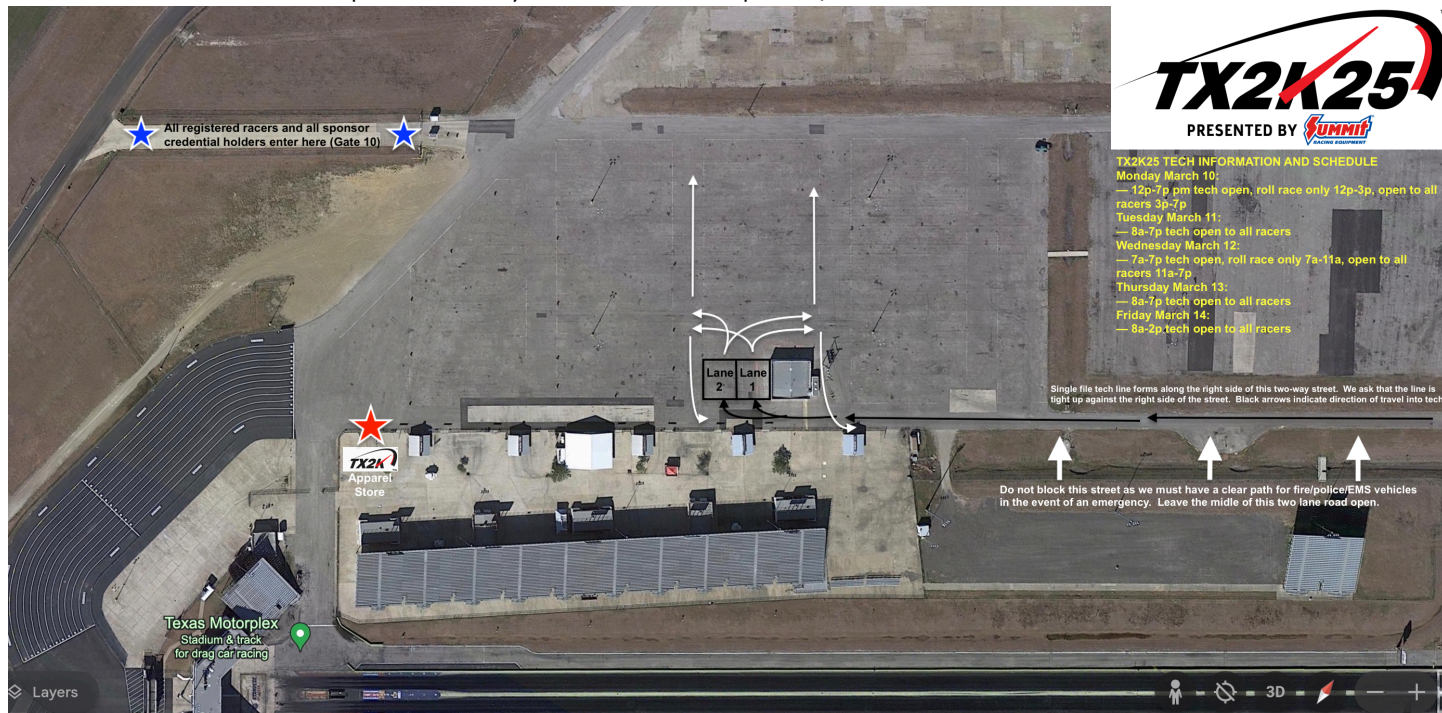 All registered racers and all sponsor
credential holders enter here (Gate 10)
TX2K25
PRESENTED BY SUMMIT
RACING EQUIPMENT
TX2K25 TECH INFORMATION AND SCHEDULE
Monday March 10:
— 12p-7p pm tech open, roll race only 12p-3p, open to all
racers 3p-7p
Tuesday March 11:
— 8a-7p tech open to all racers
Wednesday March 12:
— 7a-7p tech open, roll race only 7a-11a, open to all
racers 11a-7p
Thursday March 13:
— 8a-7p tech open to all racers
Friday March 14:
— 8a-2p tech open to all racers
Lane
2
Lane
1
Single file tech line forms along the right side of this two-way street. We ask that the line is
tight up against the right side of the street. Black arrows indicate direction of travel into tech
TX2K
Apparel
Store
Do not block this street as we must have a clear path for fire/police/EMS vehicles
in the event of an emergency. Leave the midle of this two lane road open.
Texas Motorplex
Stadium & track
for drag car racing
Layers
3D